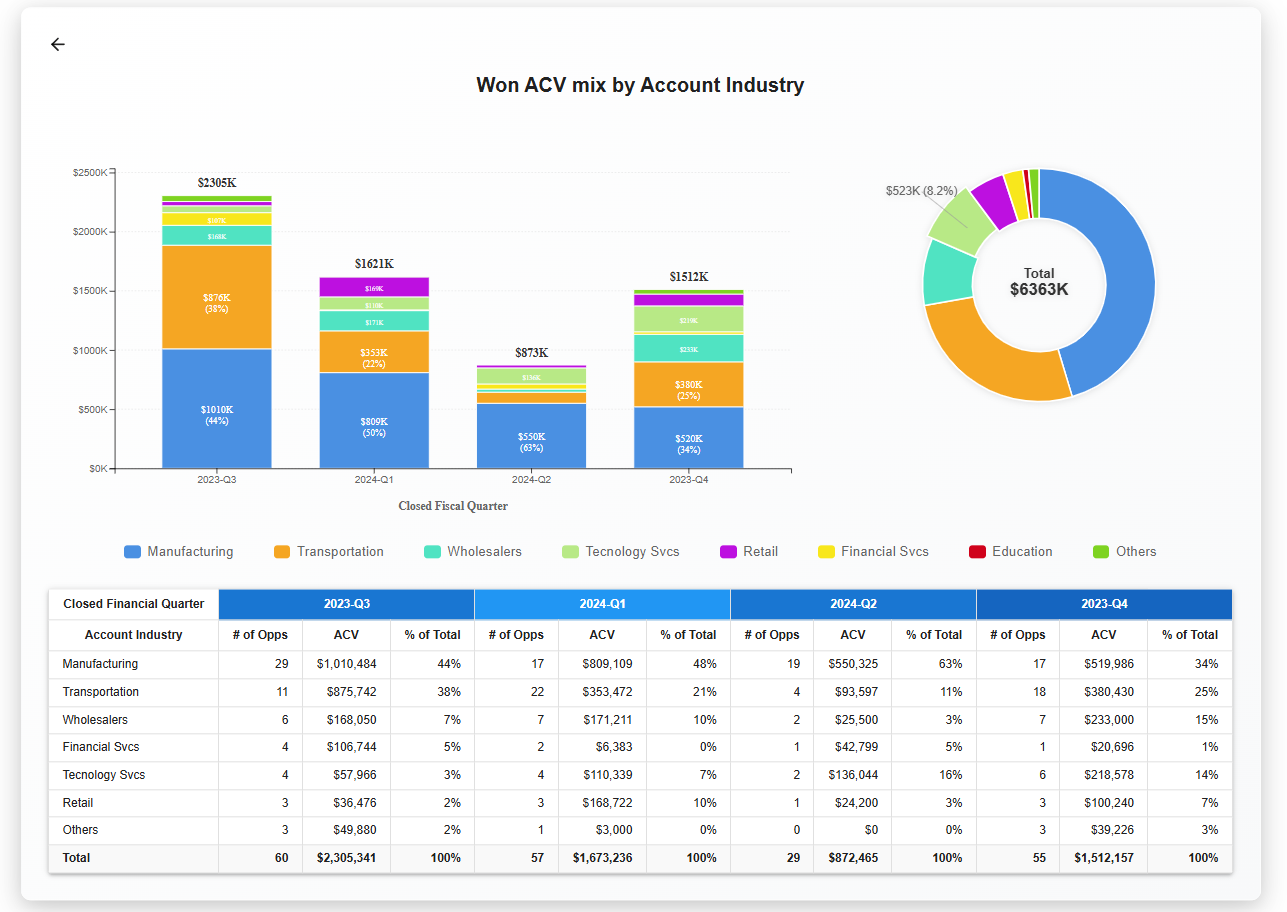 Won ACV mix by Account Industry
$2500K
$2000K
$1500K
$1000K
$500K
$0K
$2305K
$107K
$168K
$876K
(38%)
$1010K
(44%)
2023-Q3
$1621K
$169K
$110K
$171K
$353K
(22%)
$809K
(50%)
2024-Q1
$873K
$136K
$550K
(63%)
2024-Q2
$1512K
$219K
$233K
$380K
(25%)
$520K
(34%)
2023-Q4
Closed Fiscal Quarter
$523K (8.2%)
Total
$6363K
Manufacturing Transportation Wholesalers Tecnology Svcs Retail Financial Svcs Education Others
Closed Financial Quarter 2023-Q3 2024-Q1 2024-Q2 2023-Q4
Account Industry # of Opps ACV % of Total # of Opps ACV % of Total # of Opps ACV % of Total # of Opps ACV % of Total
Manufacturing 29 $1,010,484 44% 17 $809,109 48% 19 $550,325 63% 17 $519,986 34%
Transportation 11 $875,742 38% 22 $353,472 21% 4 $93,597 11% 18 $380,430 25%
Wholesalers 6 $168,050 7% 7 $171,211 10% 2 $25,500 3% 7 $233,000 15%
Financial Svcs 4 $106,744 5% 2 $6,383 0% 1 $42,799 5% 1 $20,696 1%
Tecnology Svcs 4 $57,966 3% 4 $110,339 7% 2 $136,044 16% 6 $218,578 14%
Retail 3 $36,476 2% 3 $168,722 10% 1 $24,200 3% 3 $100,240 7%
Others 3 $49,880 2% 1 $3,000 0% 0 $0 0% 3 $39,226 3%
Total 60 $2,305,341 100% 57 $1,673,236 100% 29 $872,465 100% 55 $1,512,157 100%